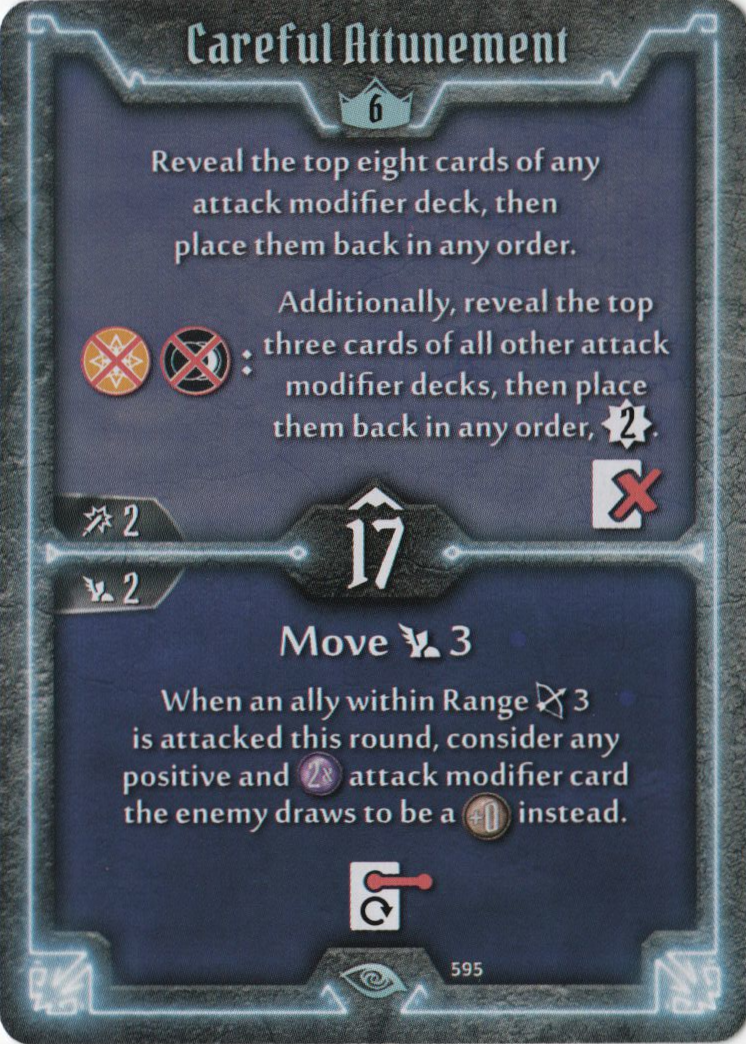 Careful Attunement
6
Reveal the top eight cards of any
attack modifier deck, then
place them back in any order.
Additionally, reveal the top
: three cards of all other attack
modifier decks, then place
them back in any order, 2.
2
17
2
Move 3
When an ally within Range 3
is attacked this round, consider any
positive and 2x attack modifier card
the enemy draws to be a +0 instead.
595